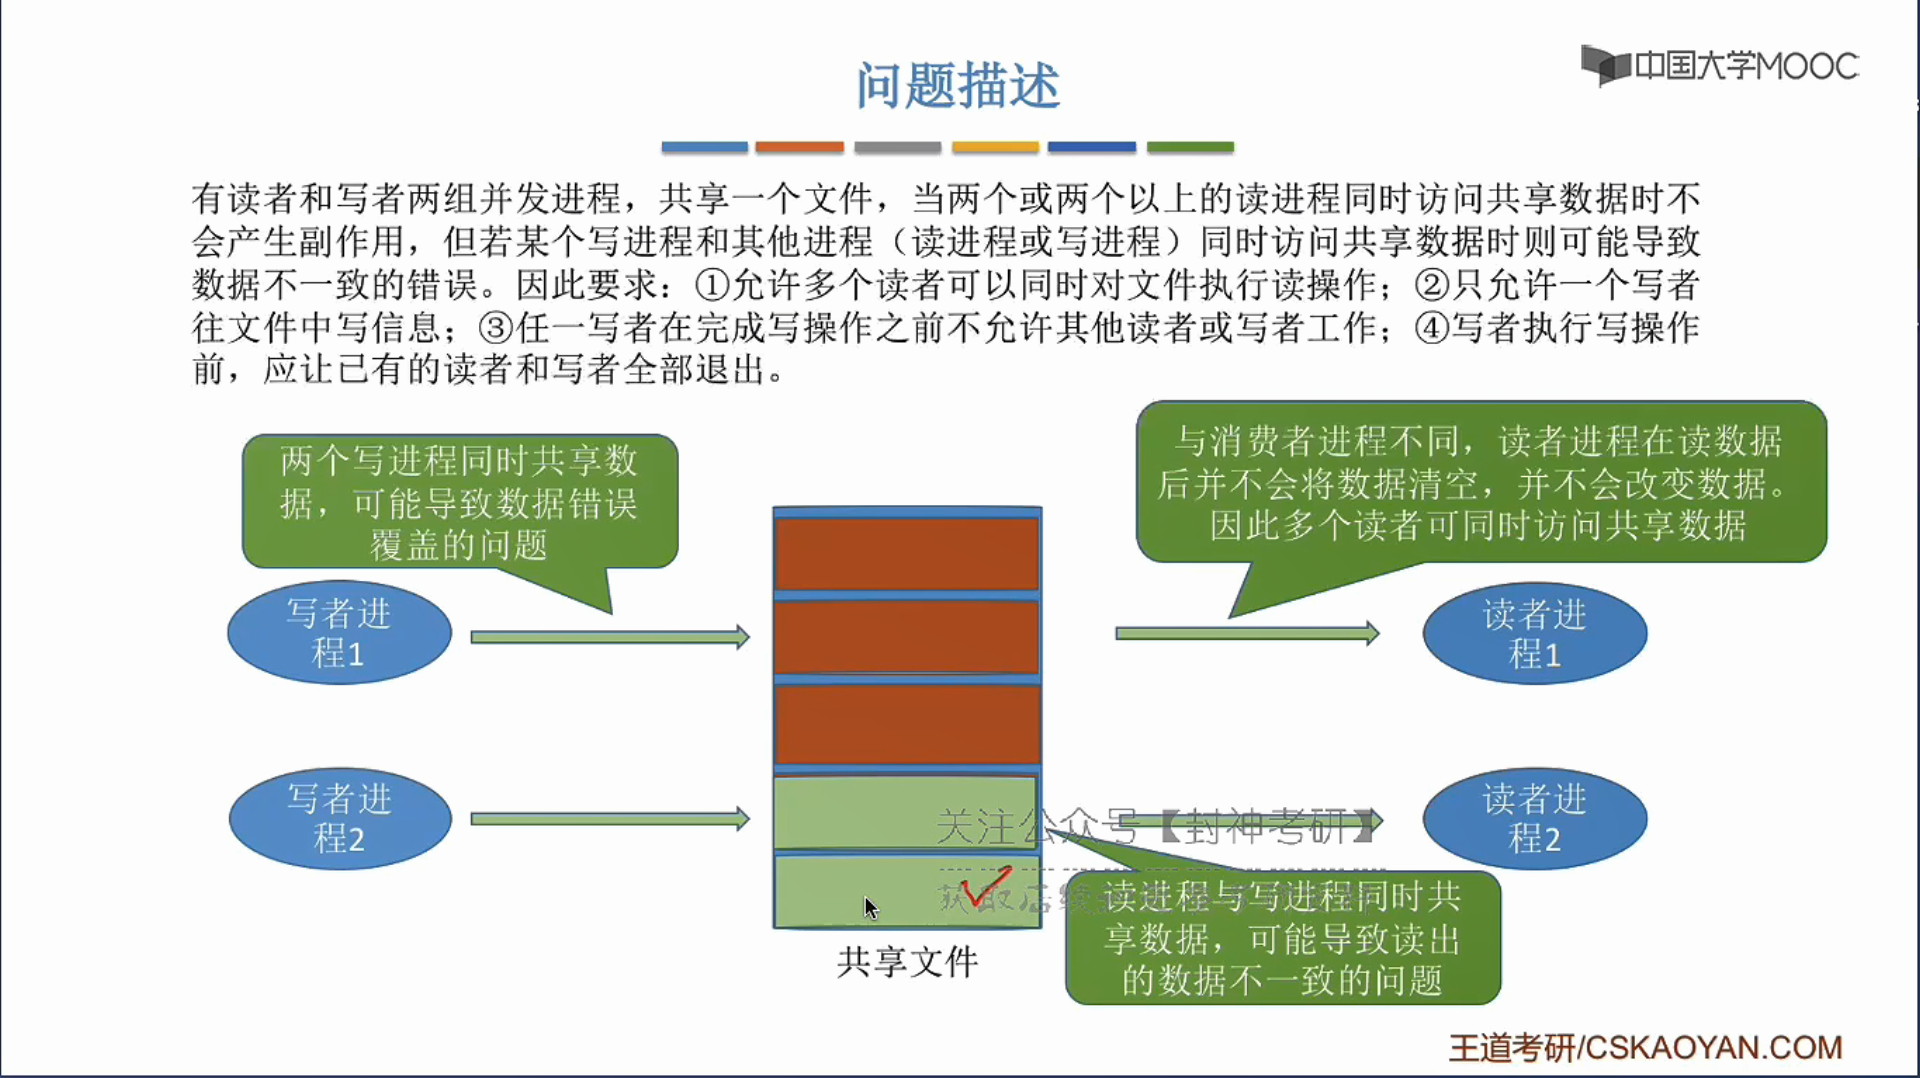 问题描述
中国大学MOOC
有读者和写者两组并发进程，共享一个文件，当两个或两个以上的读进程同时访问共享数据时不
会产生副作用，但若某个写进程和其他进程（读进程或写进程）同时访问共享数据时则可能导致
数据不一致的错误。因此要求：①允许多个读者可以同时对文件执行读操作；②只允许一个写者
往文件中写信息；③任一写者在完成写操作之前不允许其他读者或写者工作；④写者执行写操作
前，应让已有的读者和写者全部退出。
两个写进程同时共享数
据，可能导致数据错误
覆盖的问题
与消费者进程不同，读者进程在读数据
后并不会将数据清空，并不会改变数据。
因此多个读者可同时访问共享数据
写者进
程1
读者进
程1
写者进
程2
读者进
程2
关注公众号【封神考研】
读进程与写进程同时共
享数据，可能导致读出
的数据不一致的问题
共享文件
王道考研/CSKAOYAN.COM